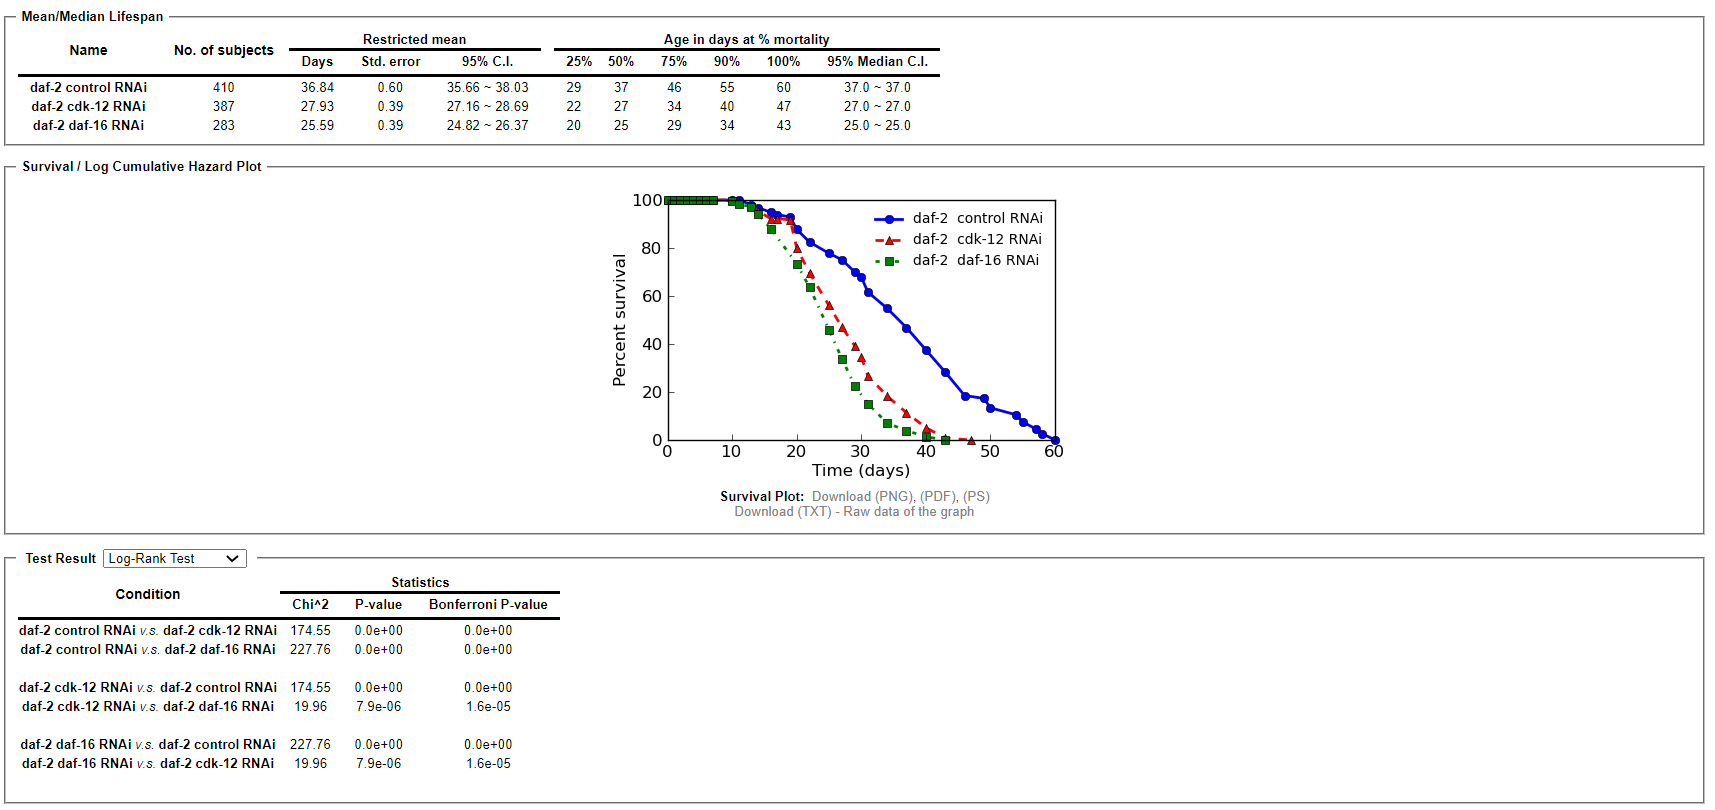 Mean/Median Lifespan
Name No. of subjects Restricted mean Age in days at % mortality
Days Std. error 95% C.I. 25% 50% 75% 90% 100% 95% Median C.I.
daf-2 control RNAi 410 36.84 0.60 35.66 ~ 38.03 29 37 46 55 60 37.0 ~ 37.0
daf-2 cdk-12 RNAi 387 27.93 0.39 27.16 ~ 28.69 22 27 34 40 47 27.0 ~ 27.0
daf-2 daf-16 RNAi 283 25.59 0.39 24.82 ~ 26.37 20 25 29 34 43 25.0 ~ 25.0
Survival / Log Cumulative Hazard Plot
100
80
60
40
20
0
Percent survival
daf-2 control RNAi
daf-2 cdk-12 RNAi
daf-2 daf-16 RNAi
0 10 20 30 40 50 60
Time (days)
Survival Plot: Download (PNG), (PDF), (PS)
Download (TXT) - Raw data of the graph
Test Result Log-Rank Test
Condition Statistics
Chi^2 P-value Bonferroni P-value
daf-2 control RNAi v.s. daf-2 cdk-12 RNAi 174.55 0.0e+00 0.0e+00
daf-2 control RNAi v.s. daf-2 daf-16 RNAi 227.76 0.0e+00 0.0e+00
daf-2 cdk-12 RNAi v.s. daf-2 control RNAi 174.55 0.0e+00 0.0e+00
daf-2 cdk-12 RNAi v.s. daf-2 daf-16 RNAi 19.96 7.9e-06 1.6e-05
daf-2 daf-16 RNAi v.s. daf-2 control RNAi 227.76 0.0e+00 0.0e+00
daf-2 daf-16 RNAi v.s. daf-2 cdk-12 RNAi 19.96 7.9e-06 1.6e-05